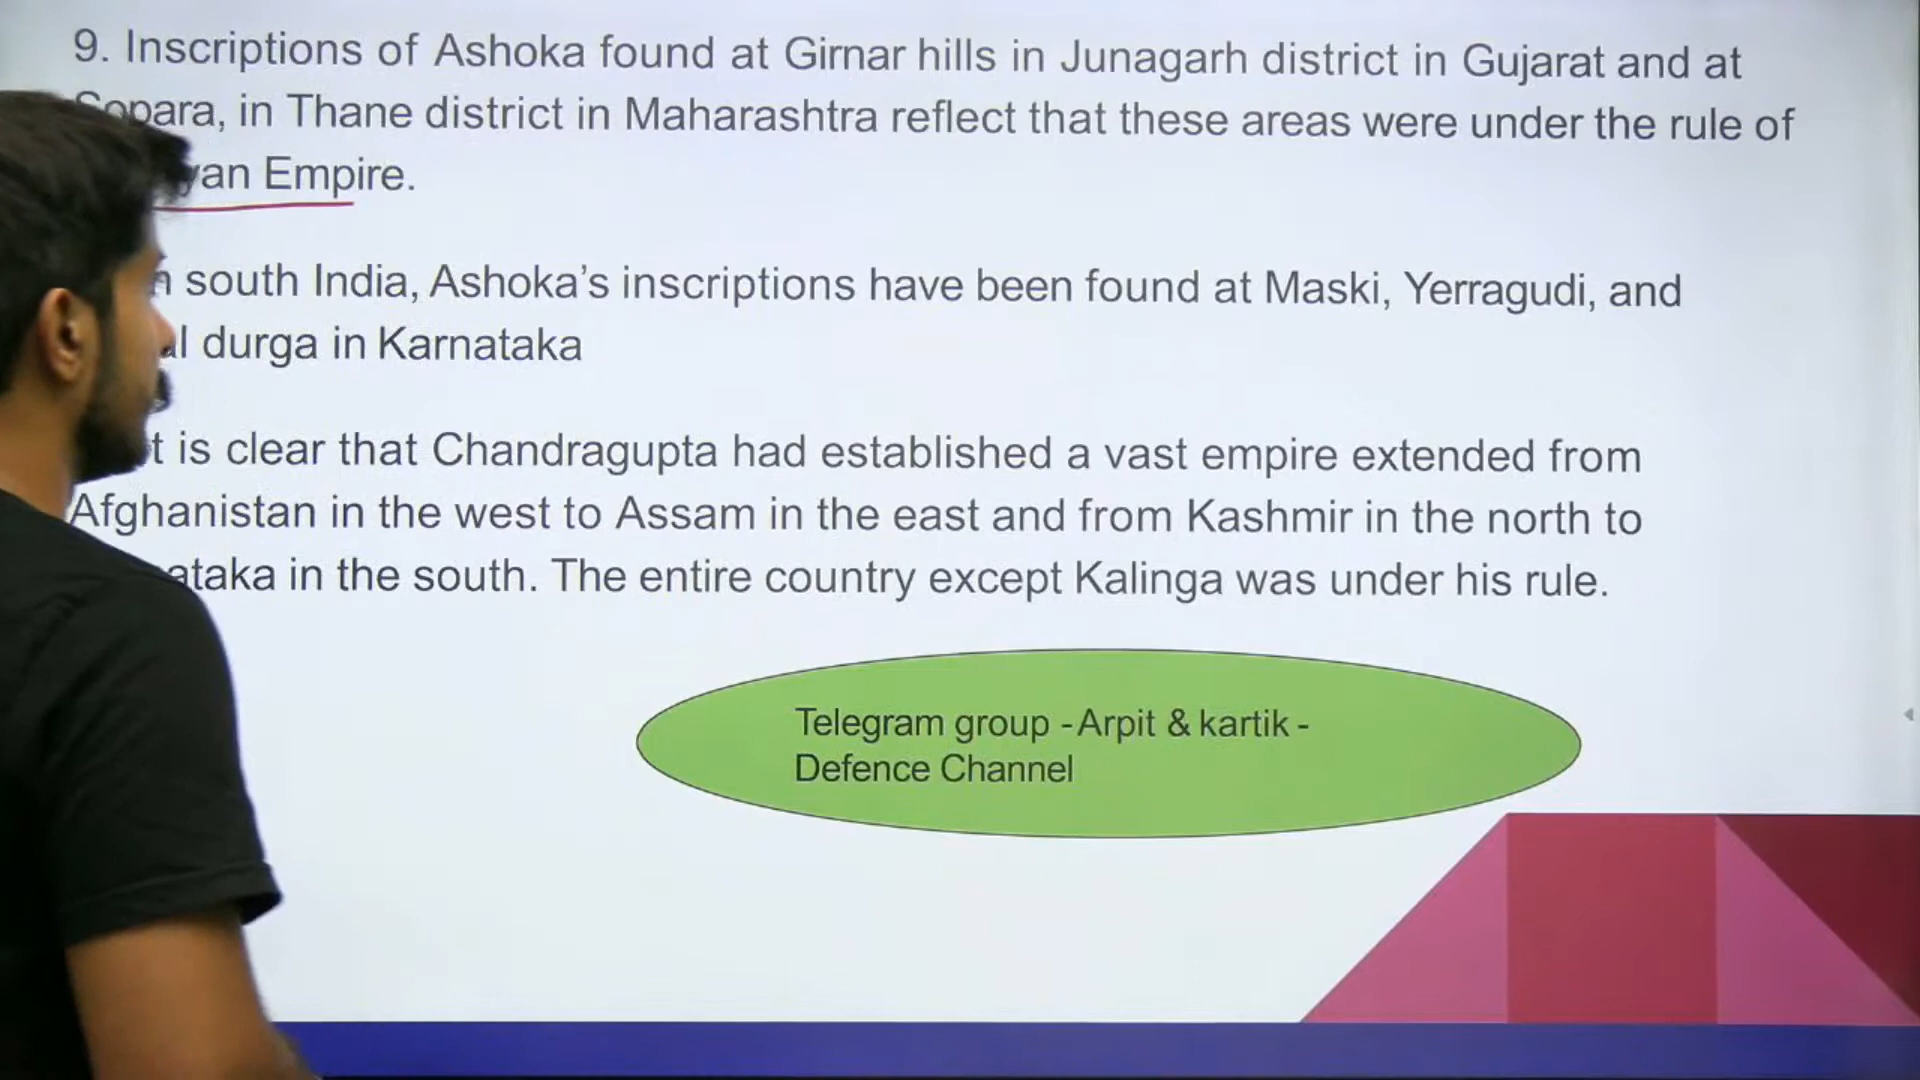 9. Inscriptions of Ashoka found at Girnar hills in Junagarh district in Gujarat and at
Sopara, in Thane district in Maharashtra reflect that these areas were under the rule of
Empire.
south India, Ashoka's inscriptions have been found at Maski, Yerragudi, and
durga in Karnataka
is clear that Chandragupta had established a vast empire extended from
Afghanistan in the west to Assam in the east and from Kashmir in the north to
in the south. The entire country except Kalinga was under his rule.
Telegram group - Arpit & kartik -
Defence Channel